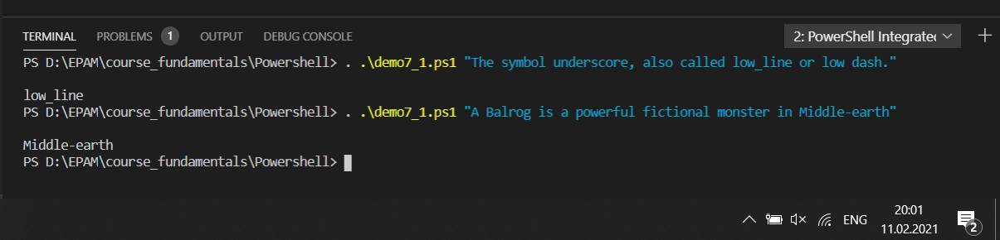 TERMINAL PROBLEMS 1 OUTPUT DEBUG CONSOLE 2: PowerShell Integrated
PS D:\EPAM\course_fundamentals\Powershell> . .\demo7_1.ps1 "The symbol underscore, also called low_line or low dash."
low_line
PS D:\EPAM\course_fundamentals\Powershell> . .\demo7_1.ps1 "A Balrog is a powerful fictional monster in Middle-earth"
Middle-earth
PS D:\EPAM\course_fundamentals\Powershell>
ENG 20:01
11.02.2021 2